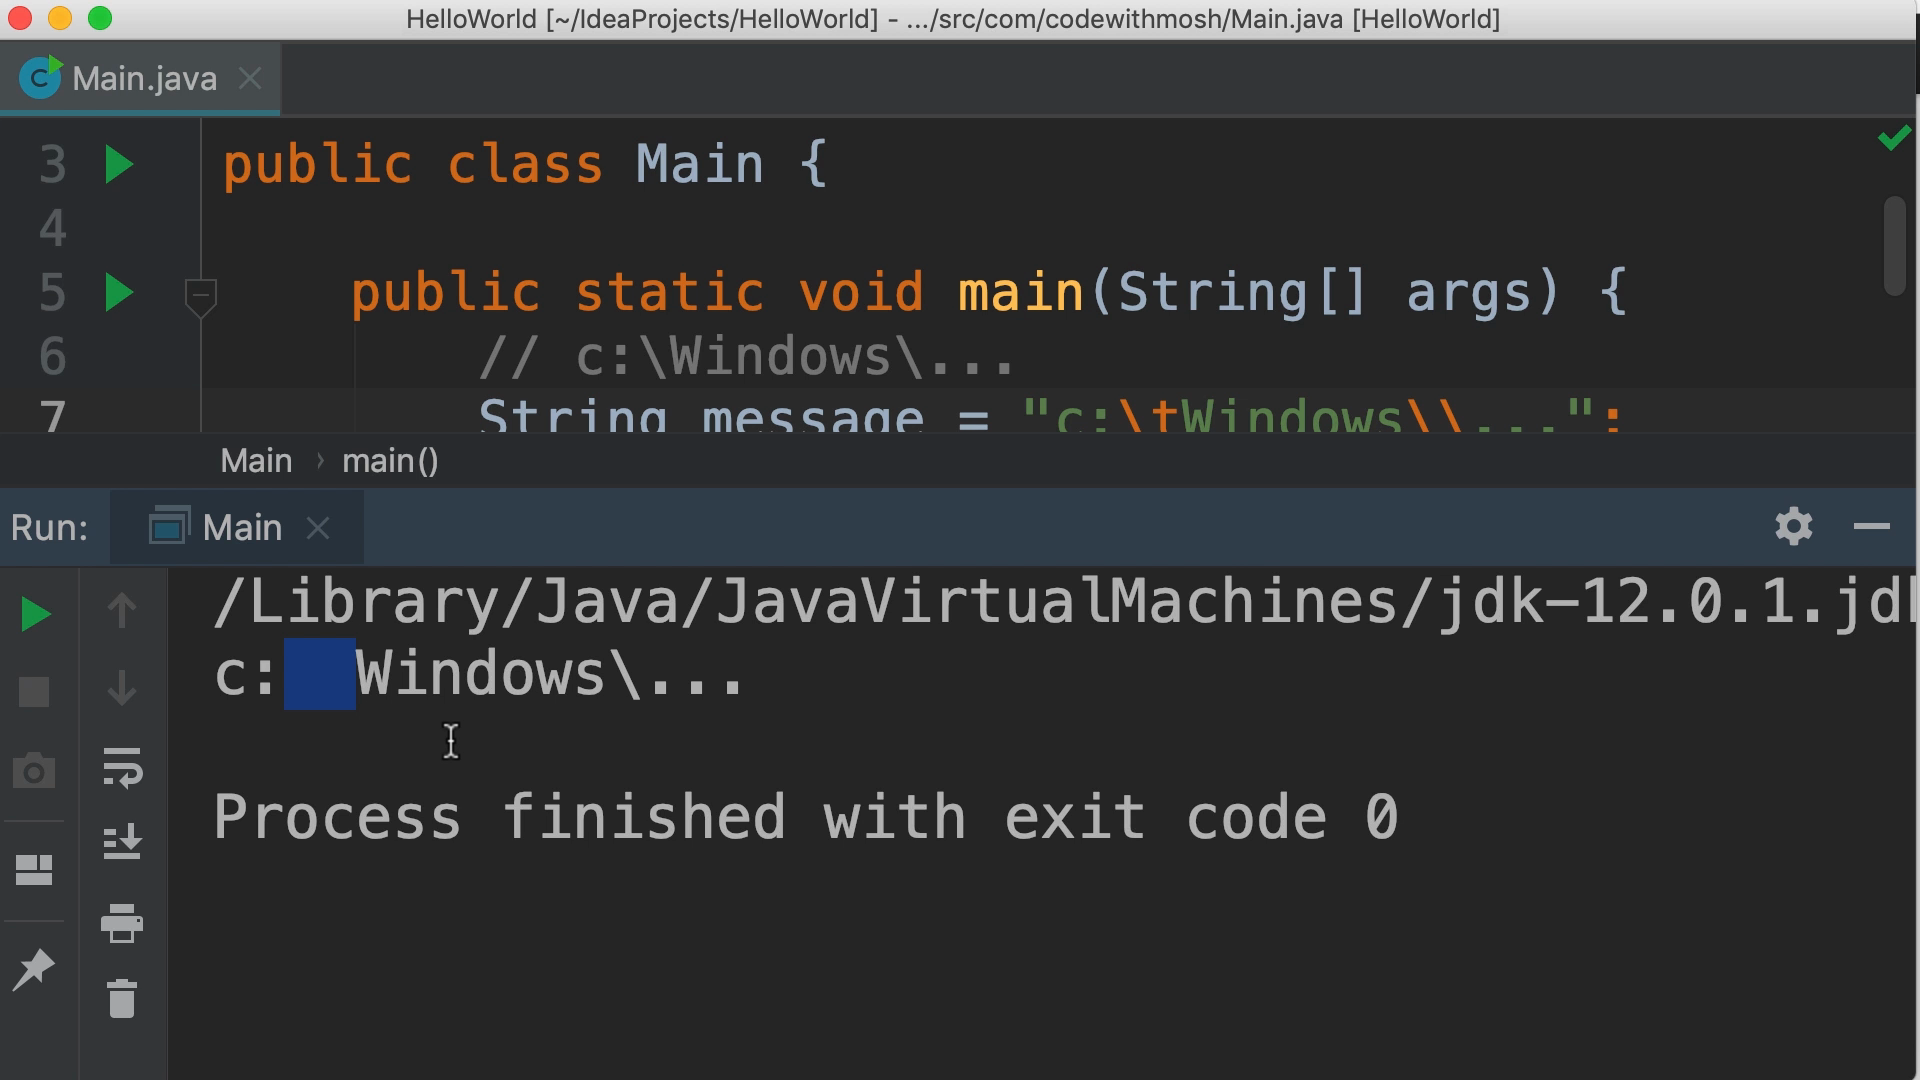 HelloWorld [~/IdeaProjects/HelloWorld] - .../src/com/codewithmosh/Main.java [HelloWorld]
C Main.java
3 public class Main {
4
5 public static void main(String[] args) {
6 // c:\Windows\...
7 String message = "c:\tWindows\\...";
Main › main()
Run: Main
/Library/Java/JavaVirtualMachines/jdk-12.0.1.jdk
c:  Windows\...
Process finished with exit code 0